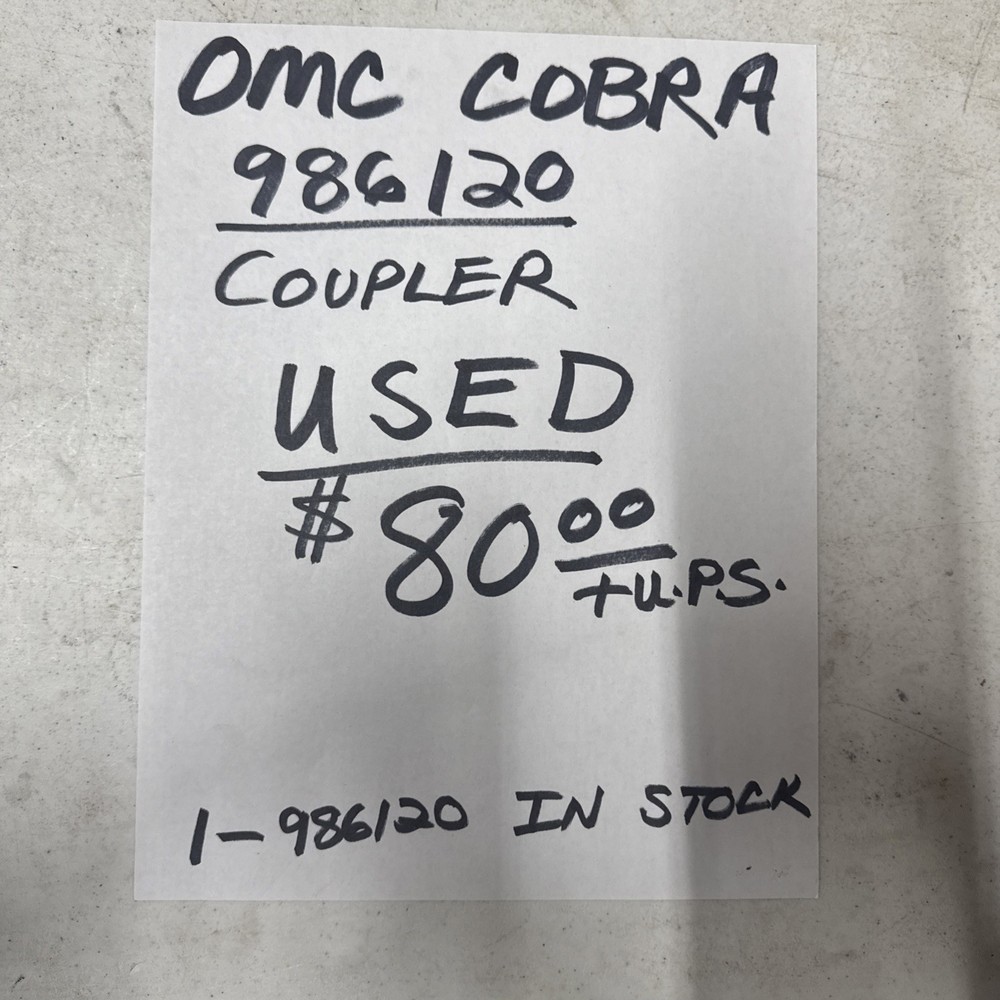 OMC COBRA
986120
COUPLER
USED
$80.00
+U.P.S.
1-986120 IN STOCK